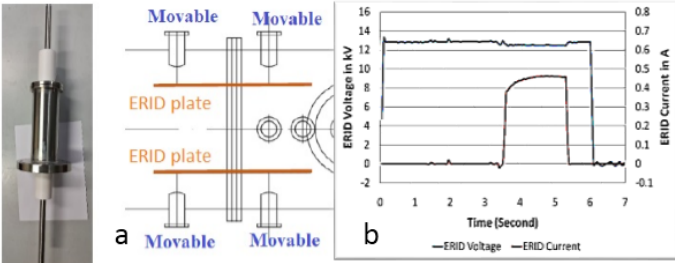 Movable Movable
ERID plate
ERID plate
Movable Movable
a
b
ERID Voltage in kV
16
14
12
10
8
6
4
2
0
-2
0.8
0.7
0.6
0.5
0.4
0.3
0.2
0.1
0
-0.1
ERID Current in A
0 1 2 3 4 5 6 7
Time (Second)
ERID Voltage ERID Current